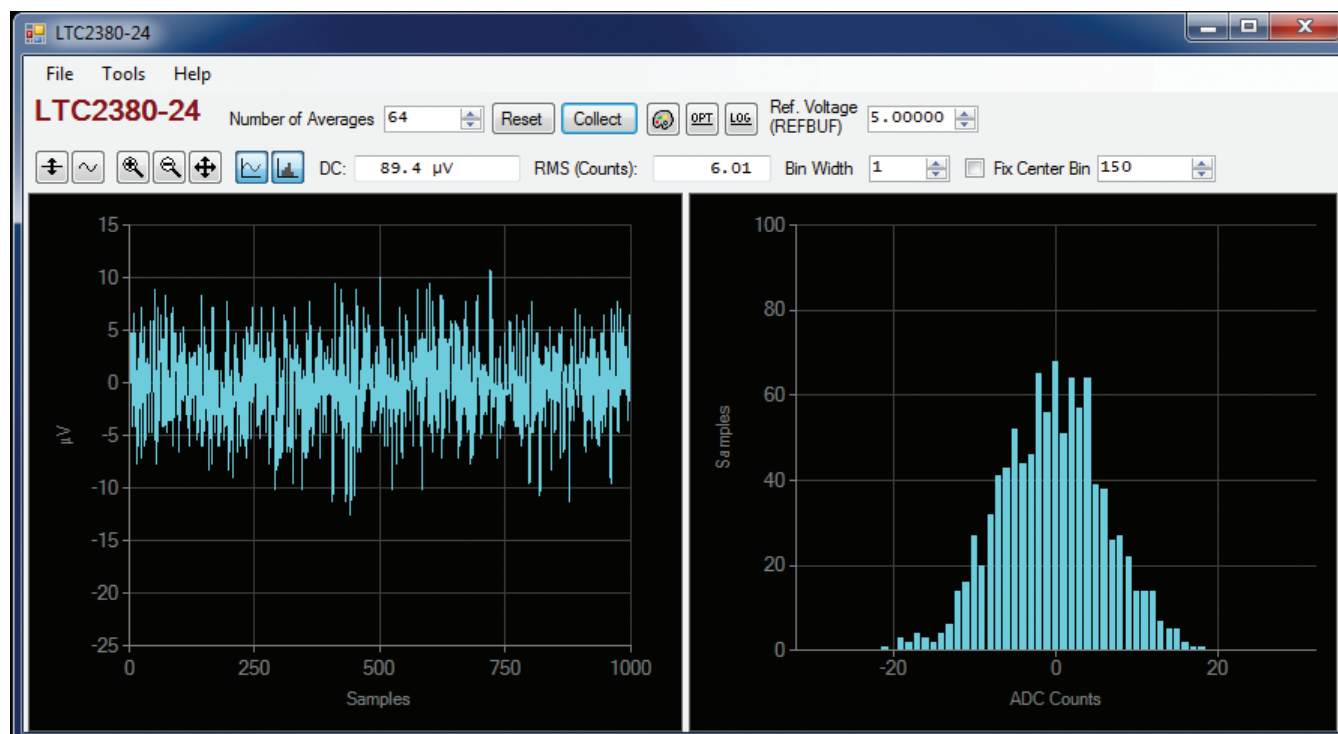 LTC2380-24
File Tools Help
LTC2380-24 Number of Averages 64 Reset Collect OPT LOG Ref. Voltage (REFBUF) 5.00000
DC: 89.4 µV RMS (Counts): 6.01 Bin Width 1 Fix Center Bin 150
15
10
5
0
-5
-10
-15
-20
-25
µV
0 250 500 750 1000
Samples
100
80
60
40
20
0
Samples
-20 0 20
ADC Counts